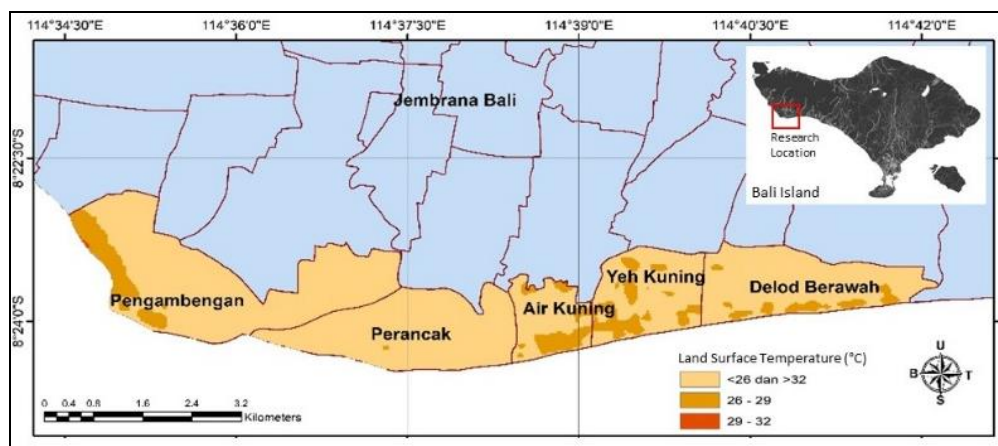 114°34'30"E 114°36'0"E 114°37'30"E 114°39'0"E 114°40'30"E 114°42'0"E
8°22'30"S
8°24'0"S
Jembrana Bali
Research
Location
Bali Island
Pengambengan
Perancak
Air Kuning
Yeh Kuning
Delod Berawah
Land Surface Temperature (°C)
<26 dan >32
26 - 29
29 - 32
U
B T
S
0 0.4 0.8 1.6 2.4 3.2
Kilometers